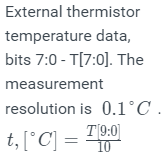 External thermistor
temperature data,
bits 7:0 - T[7:0]. The
measurement
resolution is 0.1˚C .
t, [˚C] = T[9:0]/10